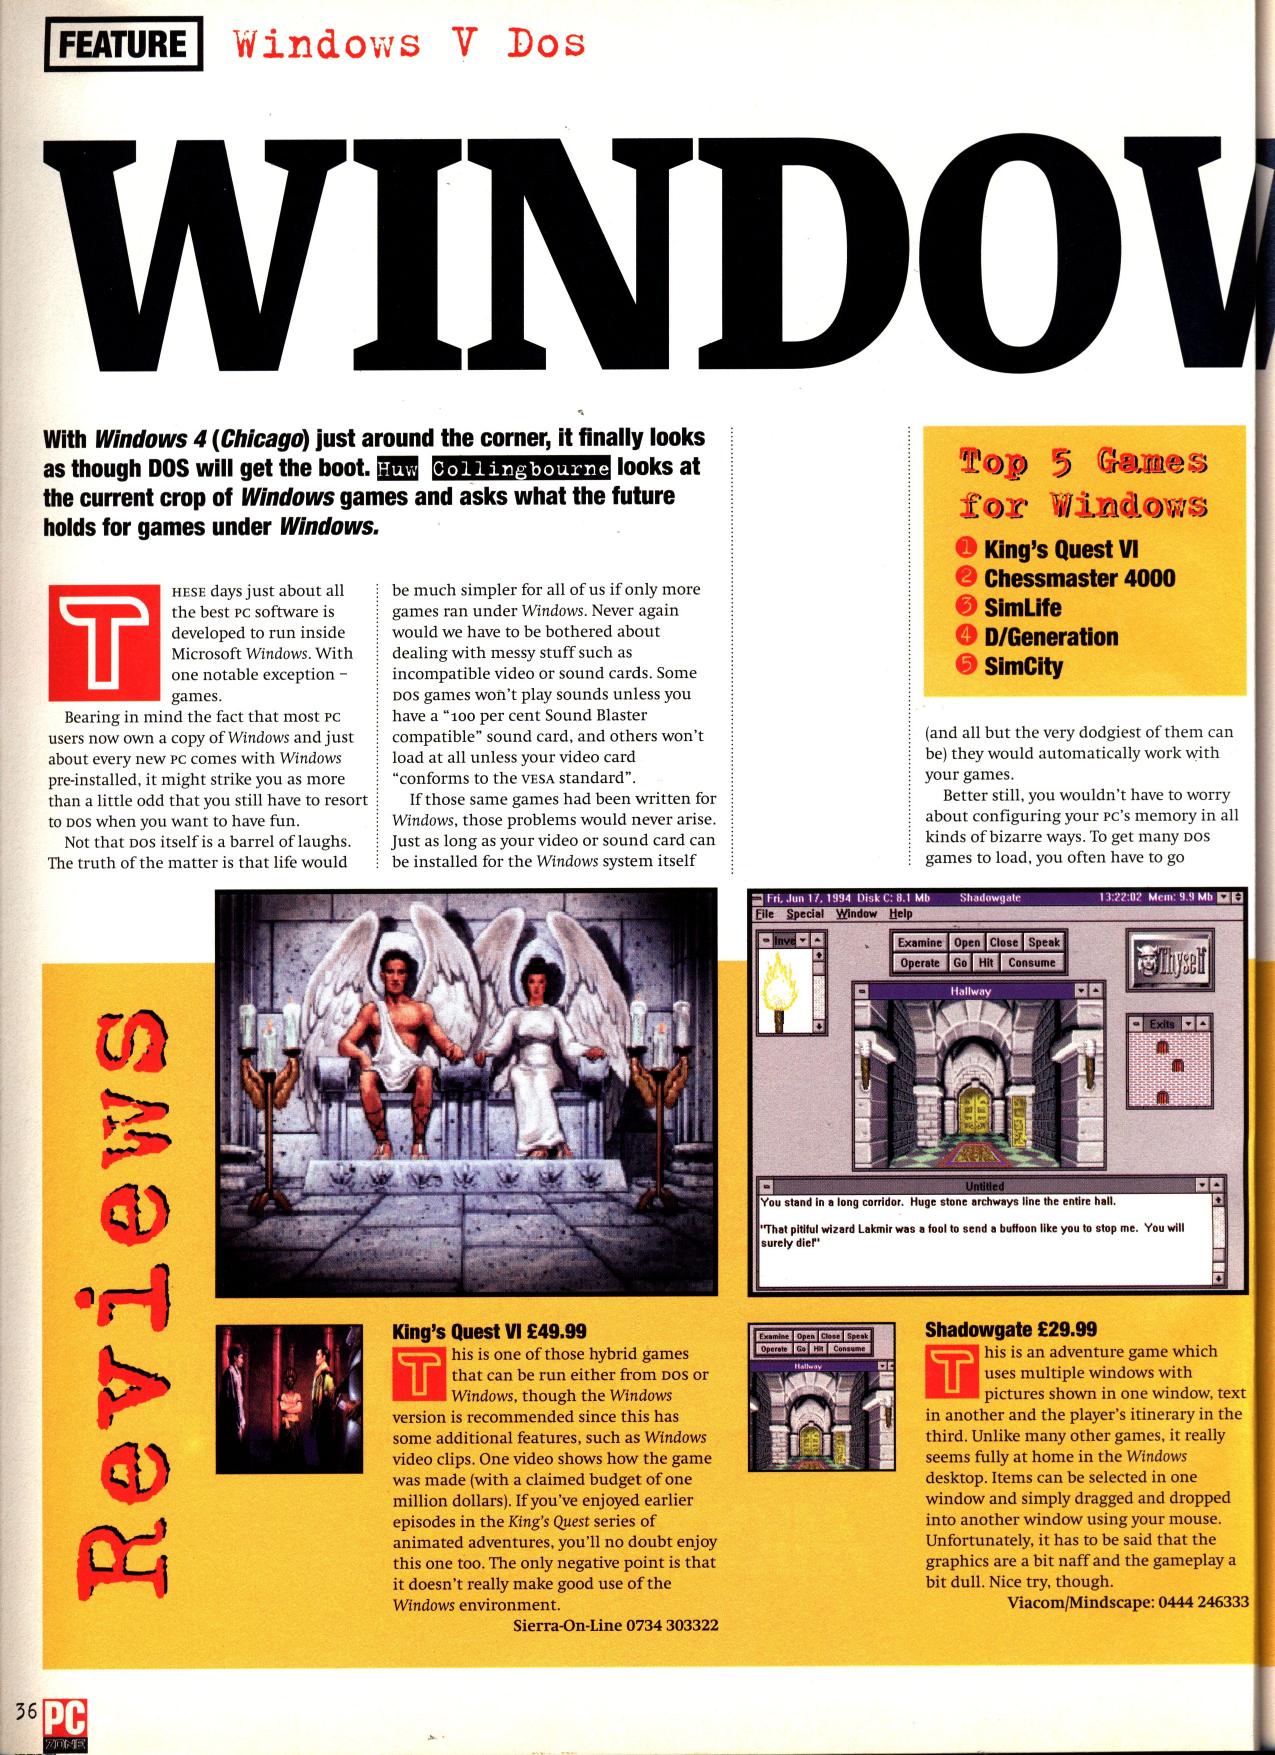 FEATURE Windows V Dos
WINDOW
With Windows 4 (Chicago) just around the corner, it finally looks
as though DOS will get the boot. Huw Collingbourne looks at
the current crop of Windows games and asks what the future
holds for games under Windows.
THESE days just about all
the best PC software is
developed to run inside
Microsoft Windows. With
one notable exception –
games.
Bearing in mind the fact that most PC
users now own a copy of Windows and just
about every new PC comes with Windows
pre-installed, it might strike you as more
than a little odd that you still have to resort
to DOS when you want to have fun.
Not that DOS itself is a barrel of laughs.
The truth of the matter is that life would
be much simpler for all of us if only more
games ran under Windows. Never again
would we have to be bothered about
dealing with messy stuff such as
incompatible video or sound cards. Some
DOS games won't play sounds unless you
have a “100 per cent Sound Blaster
compatible” sound card, and others won't
load at all unless your video card
“conforms to the VESA standard”.
If those same games had been written for
Windows, those problems would never arise.
Just as long as your video or sound card can
be installed for the Windows system itself
Top 5 Games
for Windows
1 King's Quest VI
2 Chessmaster 4000
3 SimLife
4 D/Generation
5 SimCity
(and all but the very dodgiest of them can
be) they would automatically work with
your games.
Better still, you wouldn't have to worry
about configuring your PC's memory in all
kinds of bizarre ways. To get many DOS
games to load, you often have to go
Reviews
Fri, Jun 17, 1994 Disk C: 8.1 Mb Shadowgate 13:22:02 Mem: 9.9 Mb
File Special Window Help
Inve
Examine Open Close Speak
Operate Go Hit Consume
Thyself
Hallway
Exits
Untitled
You stand in a long corridor. Huge stone archways line the entire hall.
"That pitiful wizard Lakmir was a fool to send a buffoon like you to stop me. You will
surely die!"
King's Quest VI £49.99
This is one of those hybrid games
that can be run either from DOS or
Windows, though the Windows
version is recommended since this has
some additional features, such as Windows
video clips. One video shows how the game
was made (with a claimed budget of one
million dollars). If you've enjoyed earlier
episodes in the King's Quest series of
animated adventures, you'll no doubt enjoy
this one too. The only negative point is that
it doesn't really make good use of the
Windows environment.
Sierra-On-Line 0734 303322
Examine Open Close Speak
Operate Go Hit Consume
Hallway
Shadowgate £29.99
This is an adventure game which
uses multiple windows with
pictures shown in one window, text
in another and the player's itinerary in the
third. Unlike many other games, it really
seems fully at home in the Windows
desktop. Items can be selected in one
window and simply dragged and dropped
into another window using your mouse.
Unfortunately, it has to be said that the
graphics are a bit naff and the gameplay a
bit dull. Nice try, though.
Viacom/Mindscape: 0444 246333
36 PC
ZONE